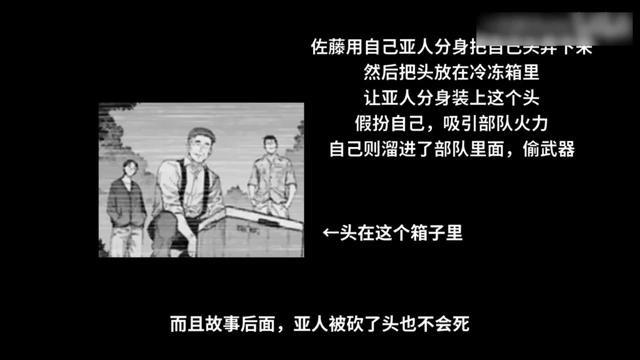 佐藤用自己亚人分身把自己头弄下来
然后把头放在冷冻箱里
让亚人分身装上这个头
假扮自己，吸引部队火力
自己则溜进了部队里面，偷武器
←头在这个箱子里
而且故事后面，亚人被砍了头也不会死